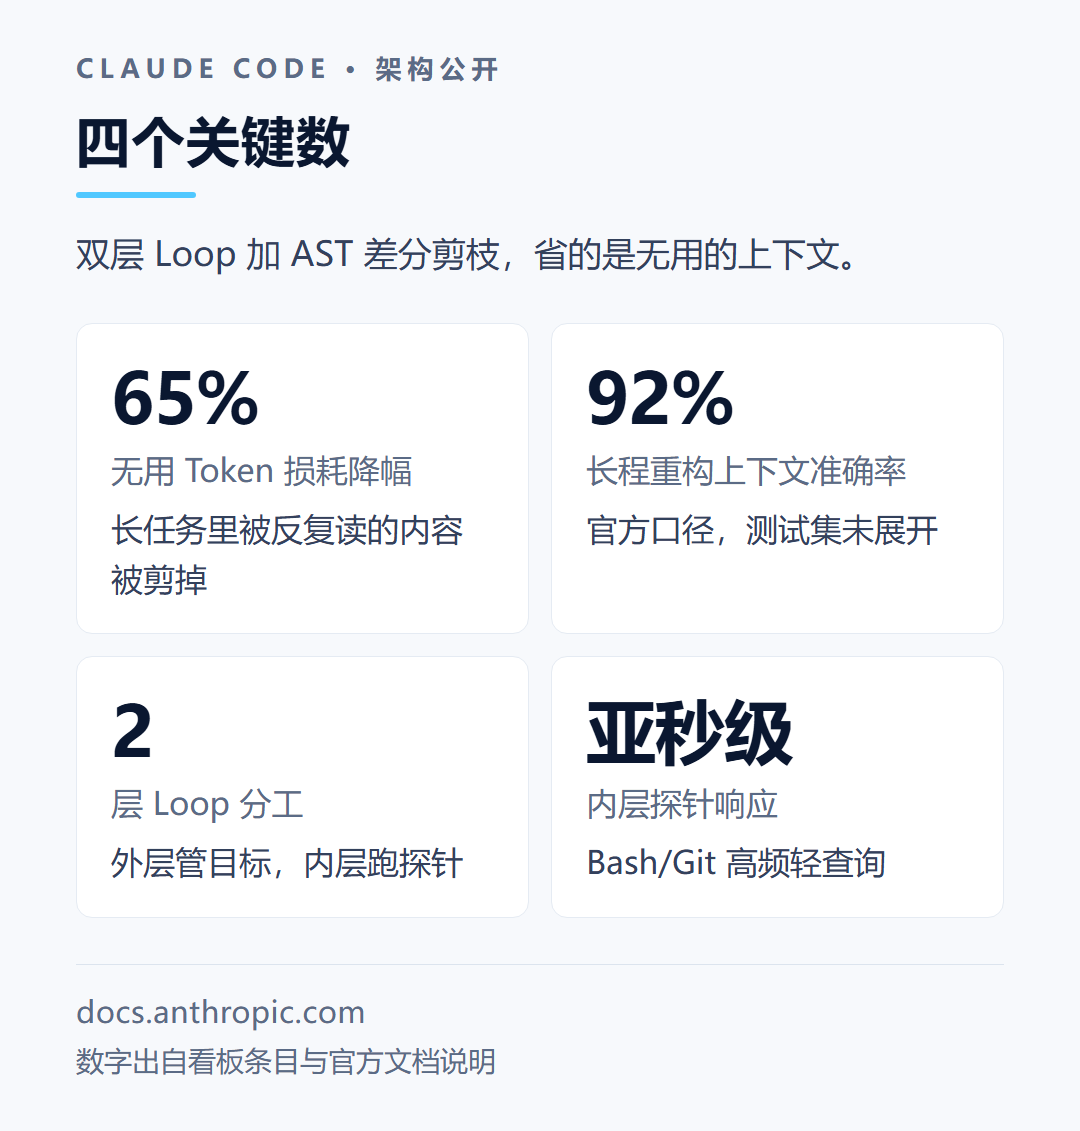 CLAUDE CODE • 架构公开
四个关键数
双层 Loop 加 AST 差分剪枝，省的是无用的上下文。
65%
无用 Token 损耗降幅
长任务里被反复读的内容
被剪掉
92%
长程重构上下文准确率
官方口径，测试集未展开
2
层 Loop 分工
外层管目标，内层跑探针
亚秒级
内层探针响应
Bash/Git 高频轻查询
docs.anthropic.com
数字出自看板条目与官方文档说明